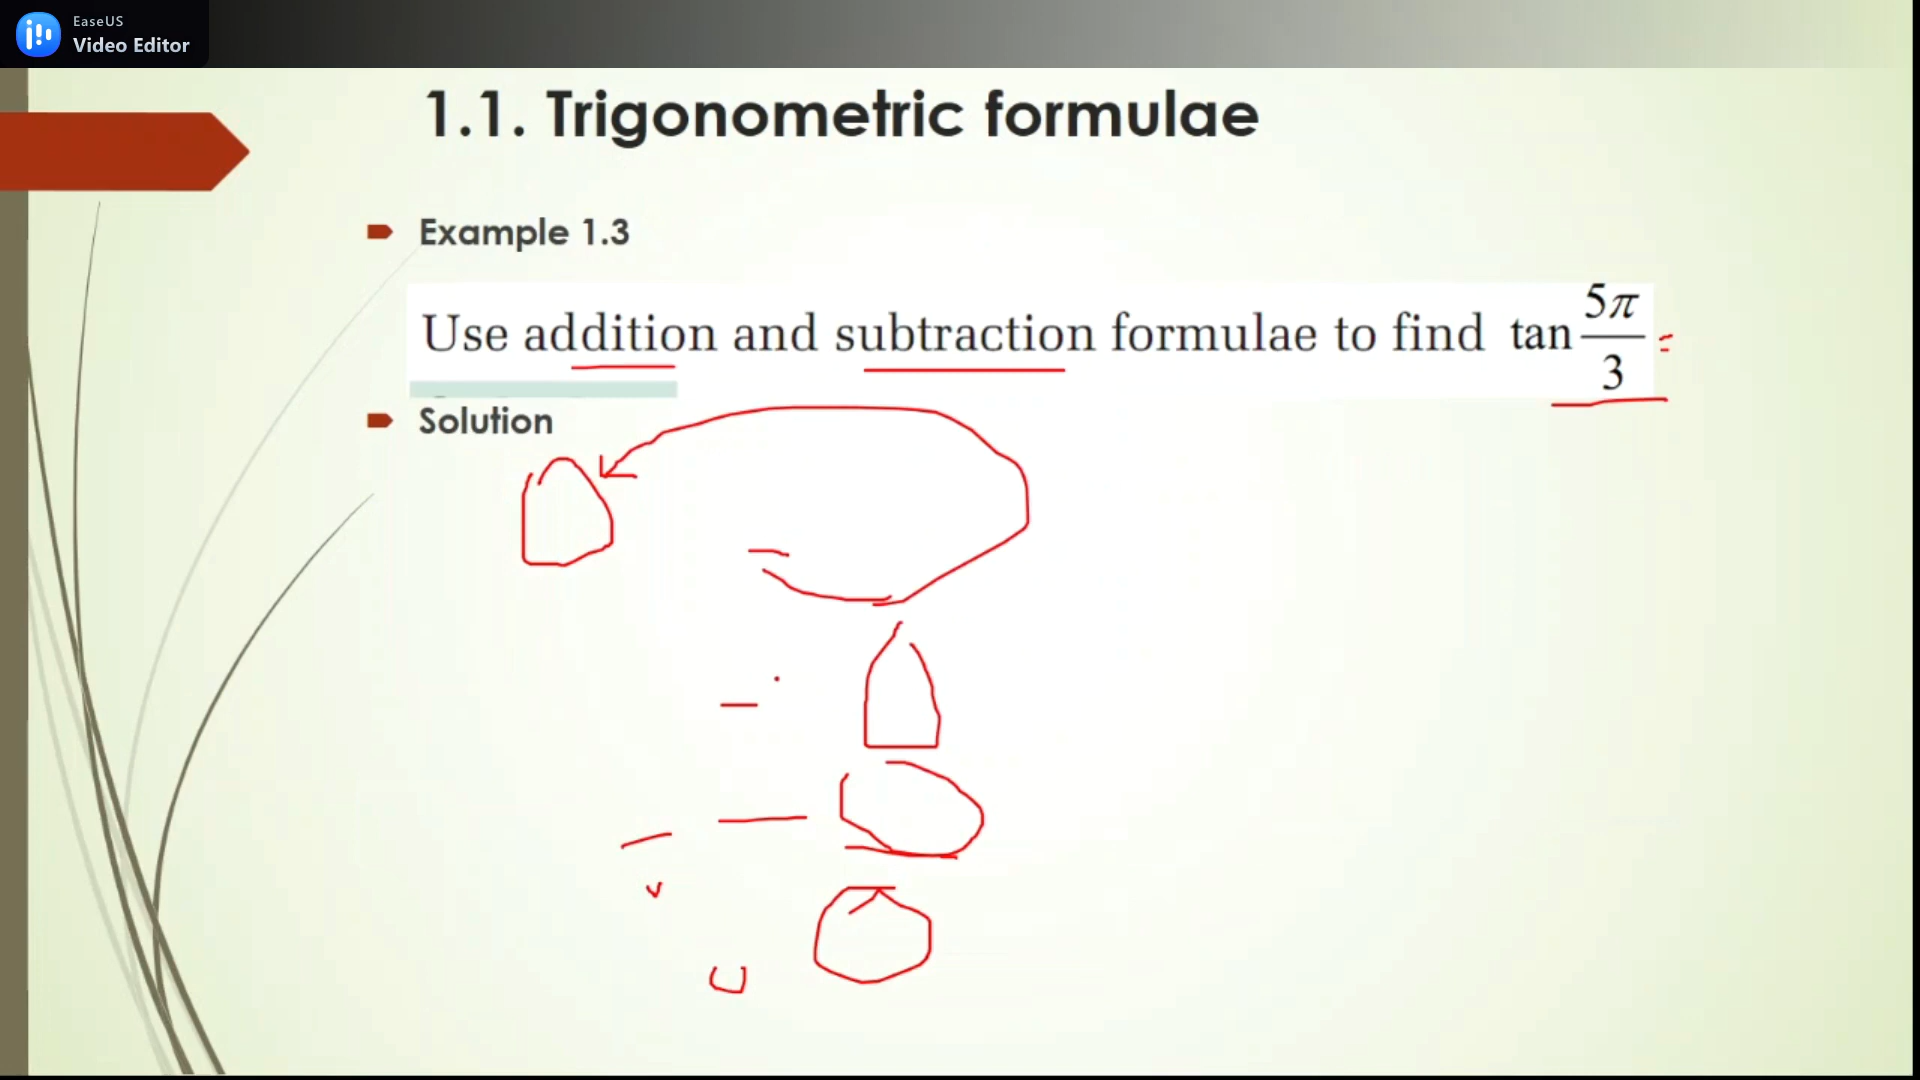 EaseUS
Video Editor
1.1. Trigonometric formulae
Example 1.3
Use addition and subtraction formulae to find tan 5π/3 =
Solution